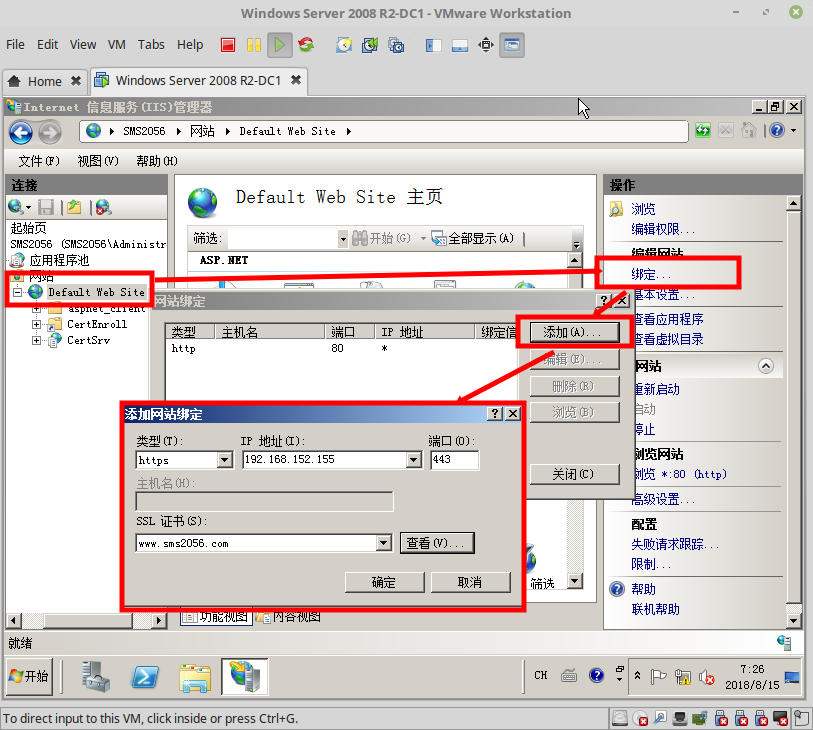 Windows Server 2008 R2-DC1 - VMware Workstation
File Edit View VM Tabs Help
Home Windows Server 2008 R2-DC1
Internet 信息服务(IIS)管理器
SMS2056 网站 Default Web Site
文件(F) 视图(V) 帮助(H)
连接
起始页
SMS2056 (SMS2056\Administr
应用程序池
网站
Default Web Site
aspnet_client
CertEnroll
CertSrv
Default Web Site 主页
筛选: 开始(G) 全部显示(A)
ASP.NET
操作
浏览
编辑权限...
编辑网站
绑定...
基本设置...
查看应用程序
查看虚拟目录
网站
重新启动
启动
停止
浏览网站
浏览 *:80 (http)
高级设置...
配置
失败请求跟踪...
限制...
帮助
联机帮助
网站绑定
类型 主机名 端口 IP 地址 绑定信
http 80 *
添加(A)...
编辑(E)...
删除(R)
浏览(B)
关闭(C)
添加网站绑定
类型(T): IP 地址(I): 端口(O):
https 192.168.152.155 443
主机名(H):
SSL 证书(S):
www.sms2056.com 查看(V)...
确定 取消
筛选
功能视图 内容视图
就绪
开始 CH 7:26
2018/8/15
To direct input to this VM, click inside or press Ctrl+G.